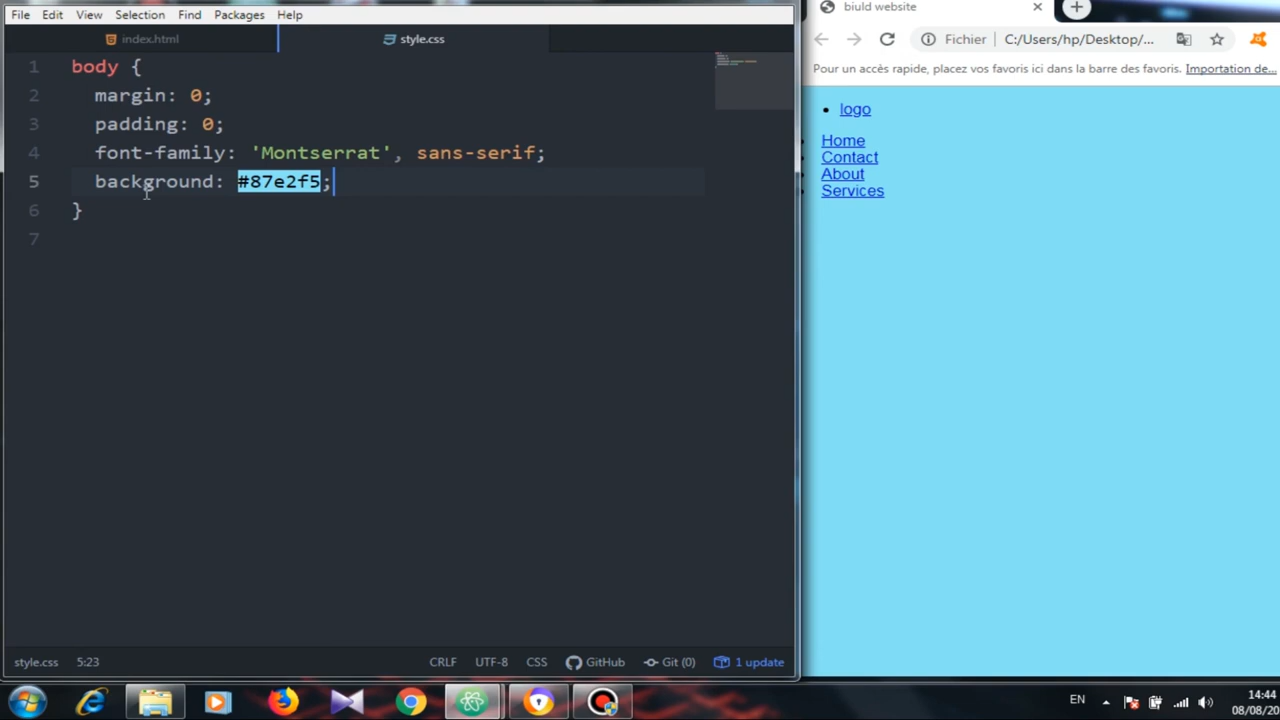 File Edit View Selection Find Packages Help
biuld website
index.html
style.css
Fichier C:/Users/hp/Desktop/...
Pour un accès rapide, placez vos favoris ici dans la barre des favoris. Importation de...
1 body {
2 margin: 0;
3 padding: 0;
4 font-family: 'Montserrat', sans-serif;
5 background: #87e2f5;
6 }
7
logo
Home
Contact
About
Services
style.css 5:23 CRLF UTF-8 CSS GitHub Git (0) 1 update
EN 14:44
08/08/20